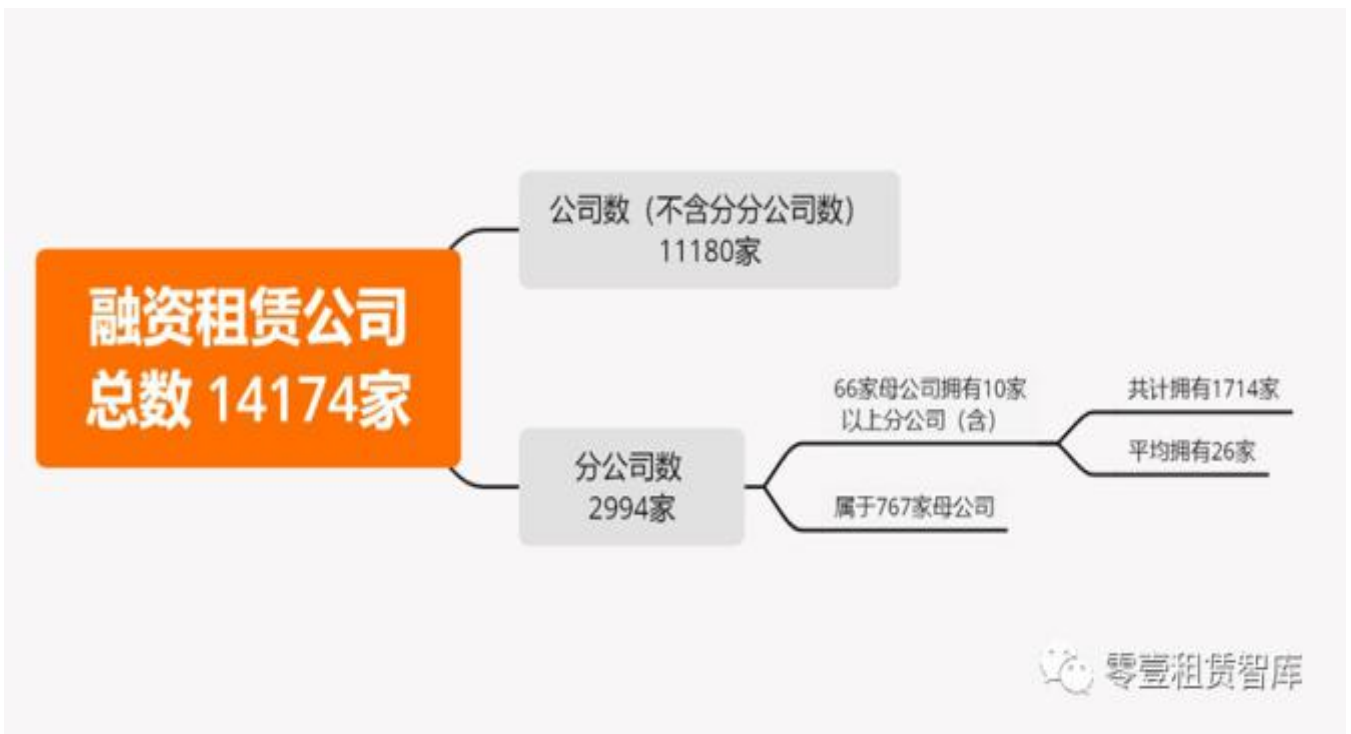 融资租赁公司
总数 14174家
公司数（不含分分公司数）
11180家
分公司数
2994家
66家母公司拥有10家
以上分公司（含）
共计拥有1714家
平均拥有26家
属于767家母公司
零壹租赁智库